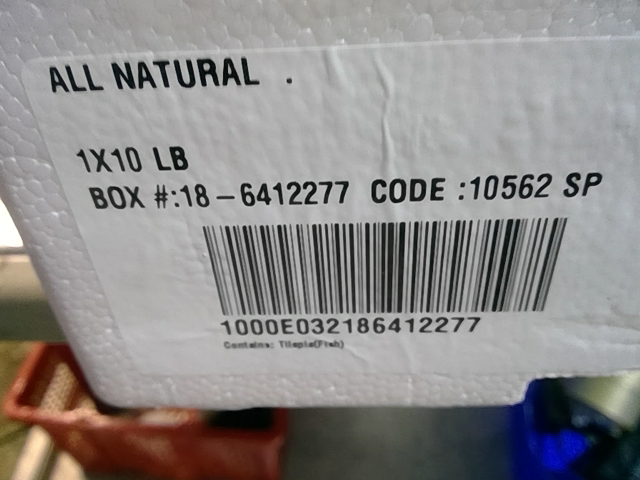 ALL NATURAL .
1X10 LB
BOX #:18-6412277 CODE :10562 SP
1000E032186412277
Contains: Tilapia(Fish)